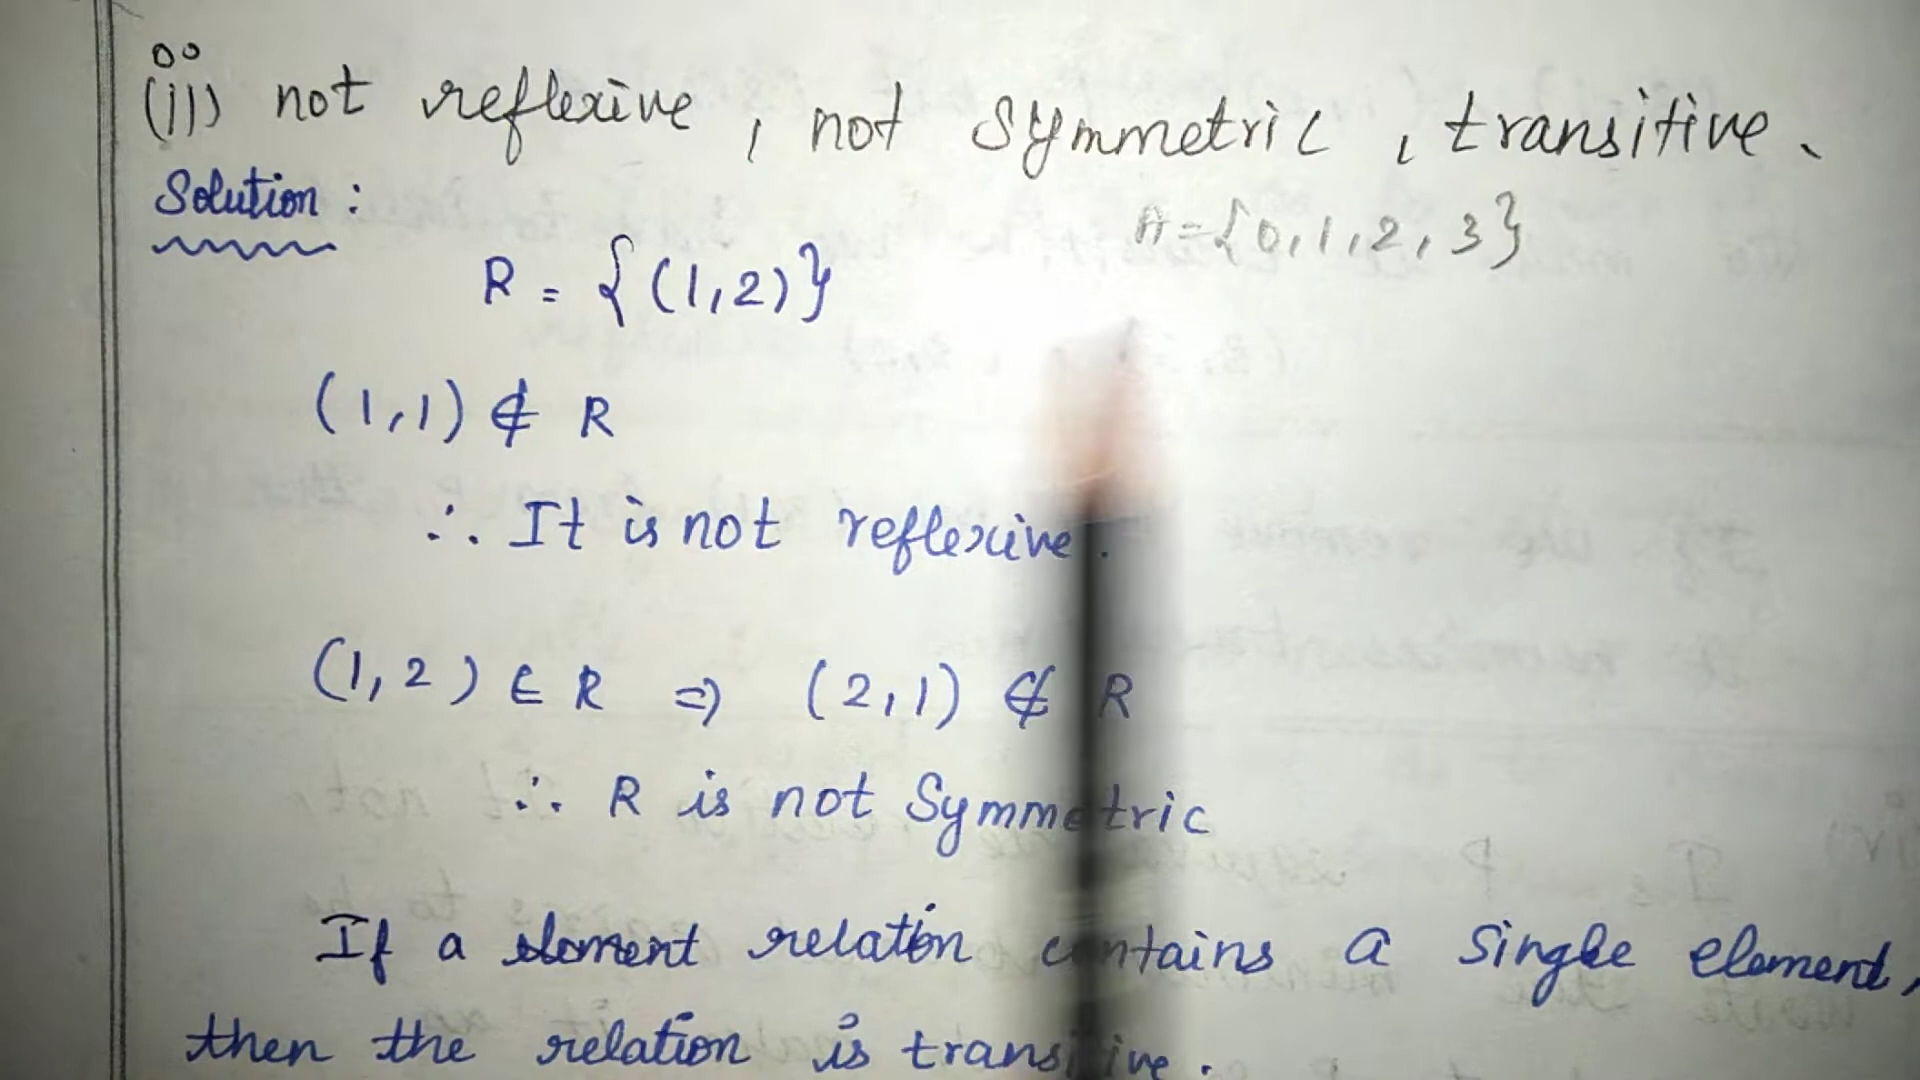 (ii) not reflexive, not Symmetric, transitive.
Solution:
A={0,1,2,3}
R = {(1,2)}
(1,1) ∉ R
∴ It is not reflexive.
(1,2) ∈ R ⇒ (2,1) ∉ R
∴ R is not Symmetric
If a element relation contains a single element,
then the relation is transitive.